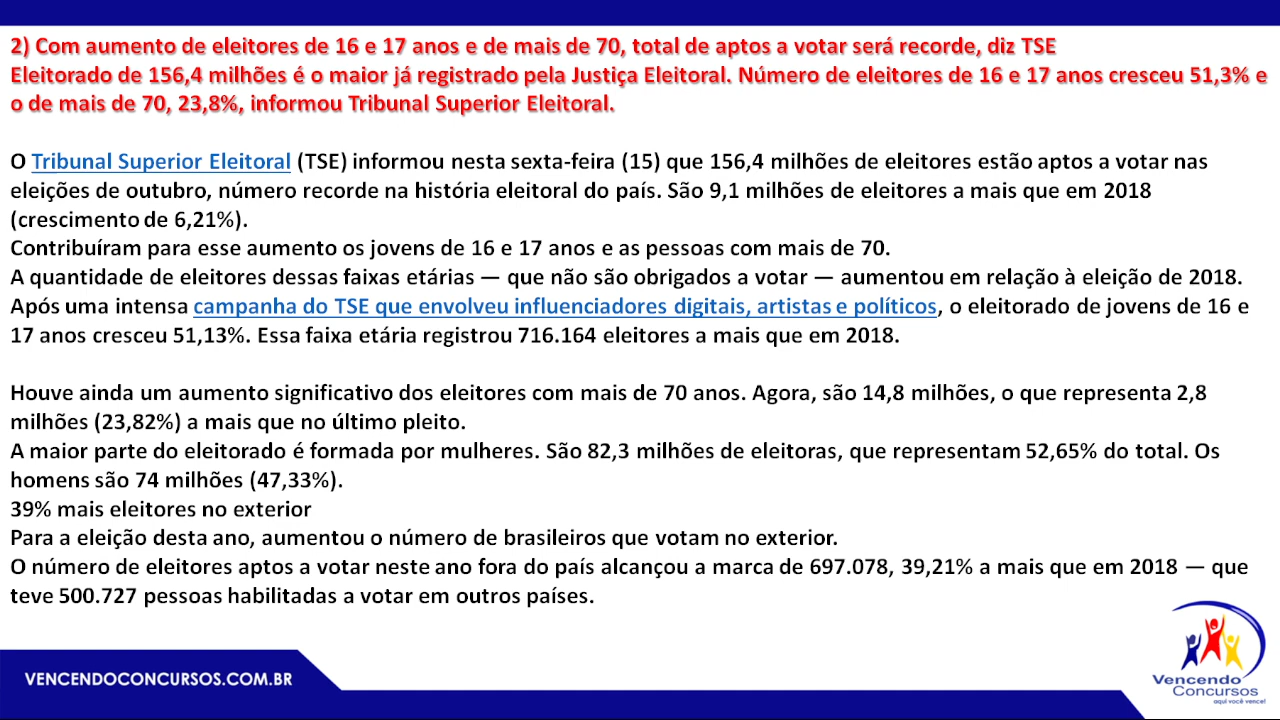 2) Com aumento de eleitores de 16 e 17 anos e de mais de 70, total de aptos a votar será recorde, diz TSE
Eleitorado de 156,4 milhões é o maior já registrado pela Justiça Eleitoral. Número de eleitores de 16 e 17 anos cresceu 51,3% e
o de mais de 70, 23,8%, informou Tribunal Superior Eleitoral.
O Tribunal Superior Eleitoral (TSE) informou nesta sexta-feira (15) que 156,4 milhões de eleitores estão aptos a votar nas
eleições de outubro, número recorde na história eleitoral do país. São 9,1 milhões de eleitores a mais que em 2018
(crescimento de 6,21%).
Contribuíram para esse aumento os jovens de 16 e 17 anos e as pessoas com mais de 70.
A quantidade de eleitores dessas faixas etárias — que não são obrigados a votar — aumentou em relação à eleição de 2018.
Após uma intensa campanha do TSE que envolveu influenciadores digitais, artistas e políticos, o eleitorado de jovens de 16 e
17 anos cresceu 51,13%. Essa faixa etária registrou 716.164 eleitores a mais que em 2018.
Houve ainda um aumento significativo dos eleitores com mais de 70 anos. Agora, são 14,8 milhões, o que representa 2,8
milhões (23,82%) a mais que no último pleito.
A maior parte do eleitorado é formada por mulheres. São 82,3 milhões de eleitoras, que representam 52,65% do total. Os
homens são 74 milhões (47,33%).
39% mais eleitores no exterior
Para a eleição desta ano, aumentou o número de brasileiros que votam no exterior.
O número de eleitores aptos a votar neste ano fora do país alcançou a marca de 697.078, 39,21% a mais que em 2018 — que
teve 500.727 pessoas habilitadas a votar em outros países.
VENCENDOCONCURSOS.COM.BR
Vencendo
Concursos
aqui você vence!